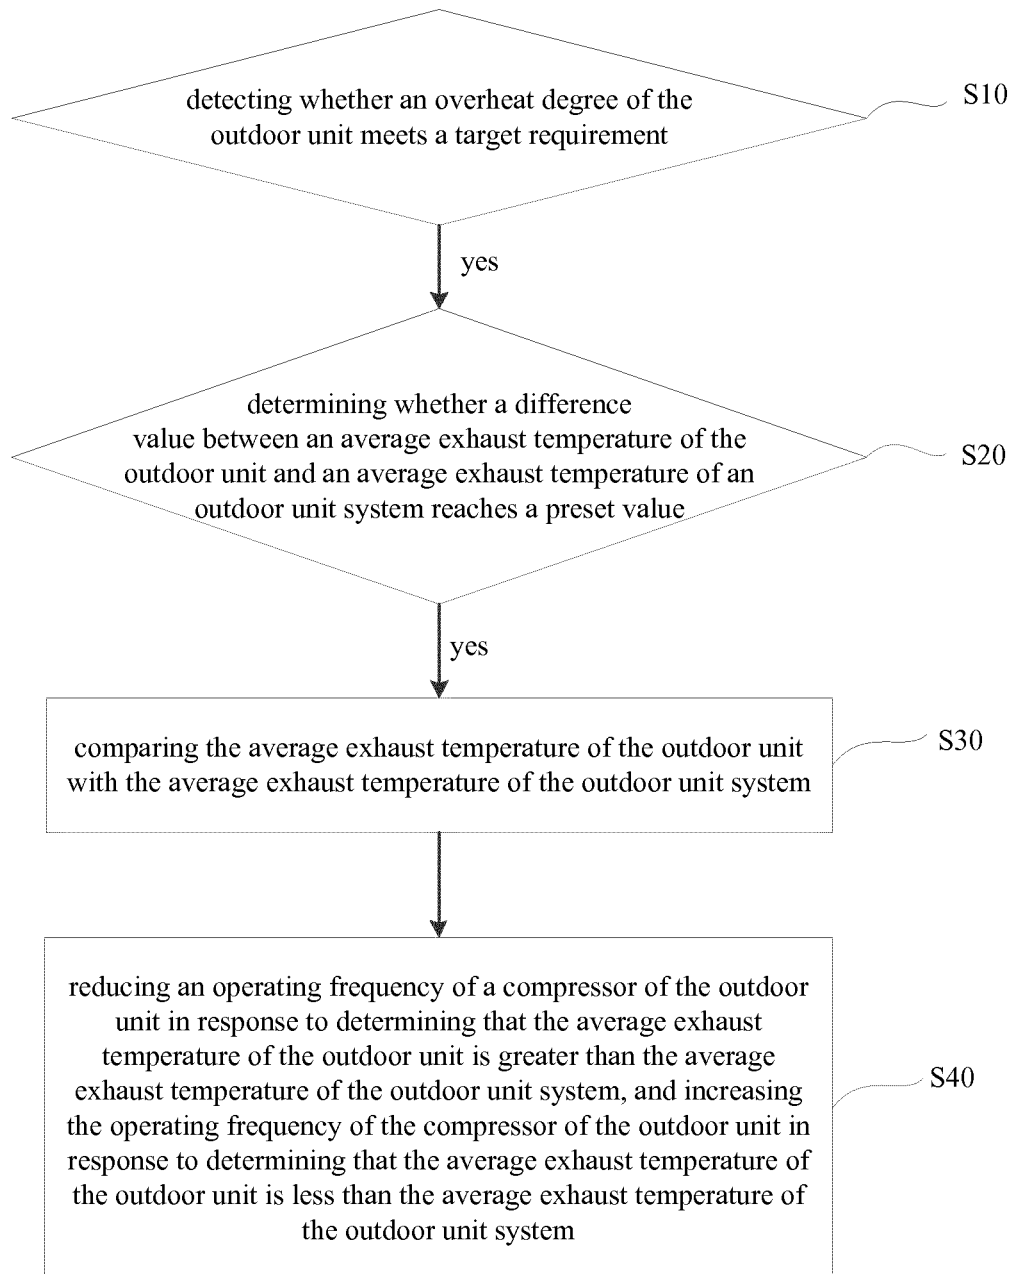 detecting whether an overheat degree of the
outdoor unit meets a target requirement
S10
yes
determining whether a difference
value between an average exhaust temperature of the
outdoor unit and an average exhaust temperature of an
outdoor unit system reaches a preset value
S20
yes
comparing the average exhaust temperature of the outdoor unit
with the average exhaust temperature of the outdoor unit system
S30
reducing an operating frequency of a compressor of the outdoor
unit in response to determining that the average exhaust
temperature of the outdoor unit is greater than the average
exhaust temperature of the outdoor unit system, and increasing
the operating frequency of the compressor of the outdoor unit in
response to determining that the average exhaust temperature of
the outdoor unit is less than the average exhaust temperature of
the outdoor unit system
S40